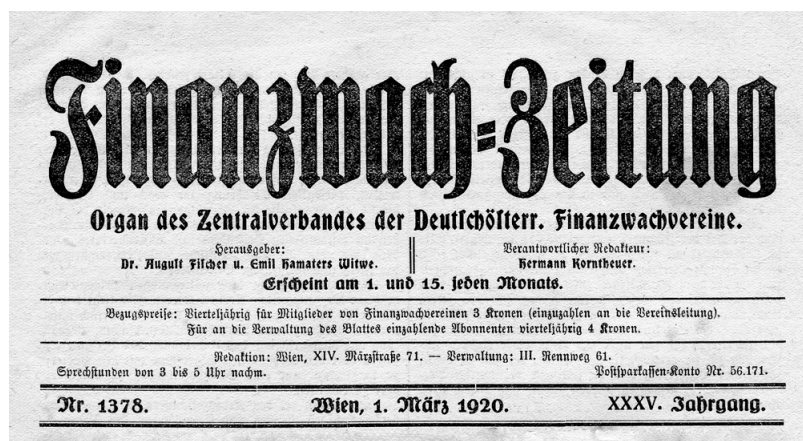 Finanzwach-Zeitung
Organ des Zentralverbandes der Deutschösterr. Finanzwachvereine.
Herausgeber:
Dr. August Fischer u. Emil Hamaters Witwe.
Verantwortlicher Redakteur:
Hermann Korntheuer.
Erscheint am 1. und 15. jeden Monats.
Bezugspreise: Vierteljährig für Mitglieder von Finanzwachvereinen 3 Kronen (einzuzahlen an die Vereinsleitung).
Für an die Verwaltung des Blattes einzahlende Abonnenten vierteljährig 4 Kronen.
Redaktion: Wien, XIV. Märzstraße 71. — Verwaltung: III. Rennweg 61.
Sprechstunden von 3 bis 5 Uhr nachm.
Postsparkassen-Konto Nr. 56.171.
Nr. 1378.
Wien, 1. März 1920.
XXXV. Jahrgang.